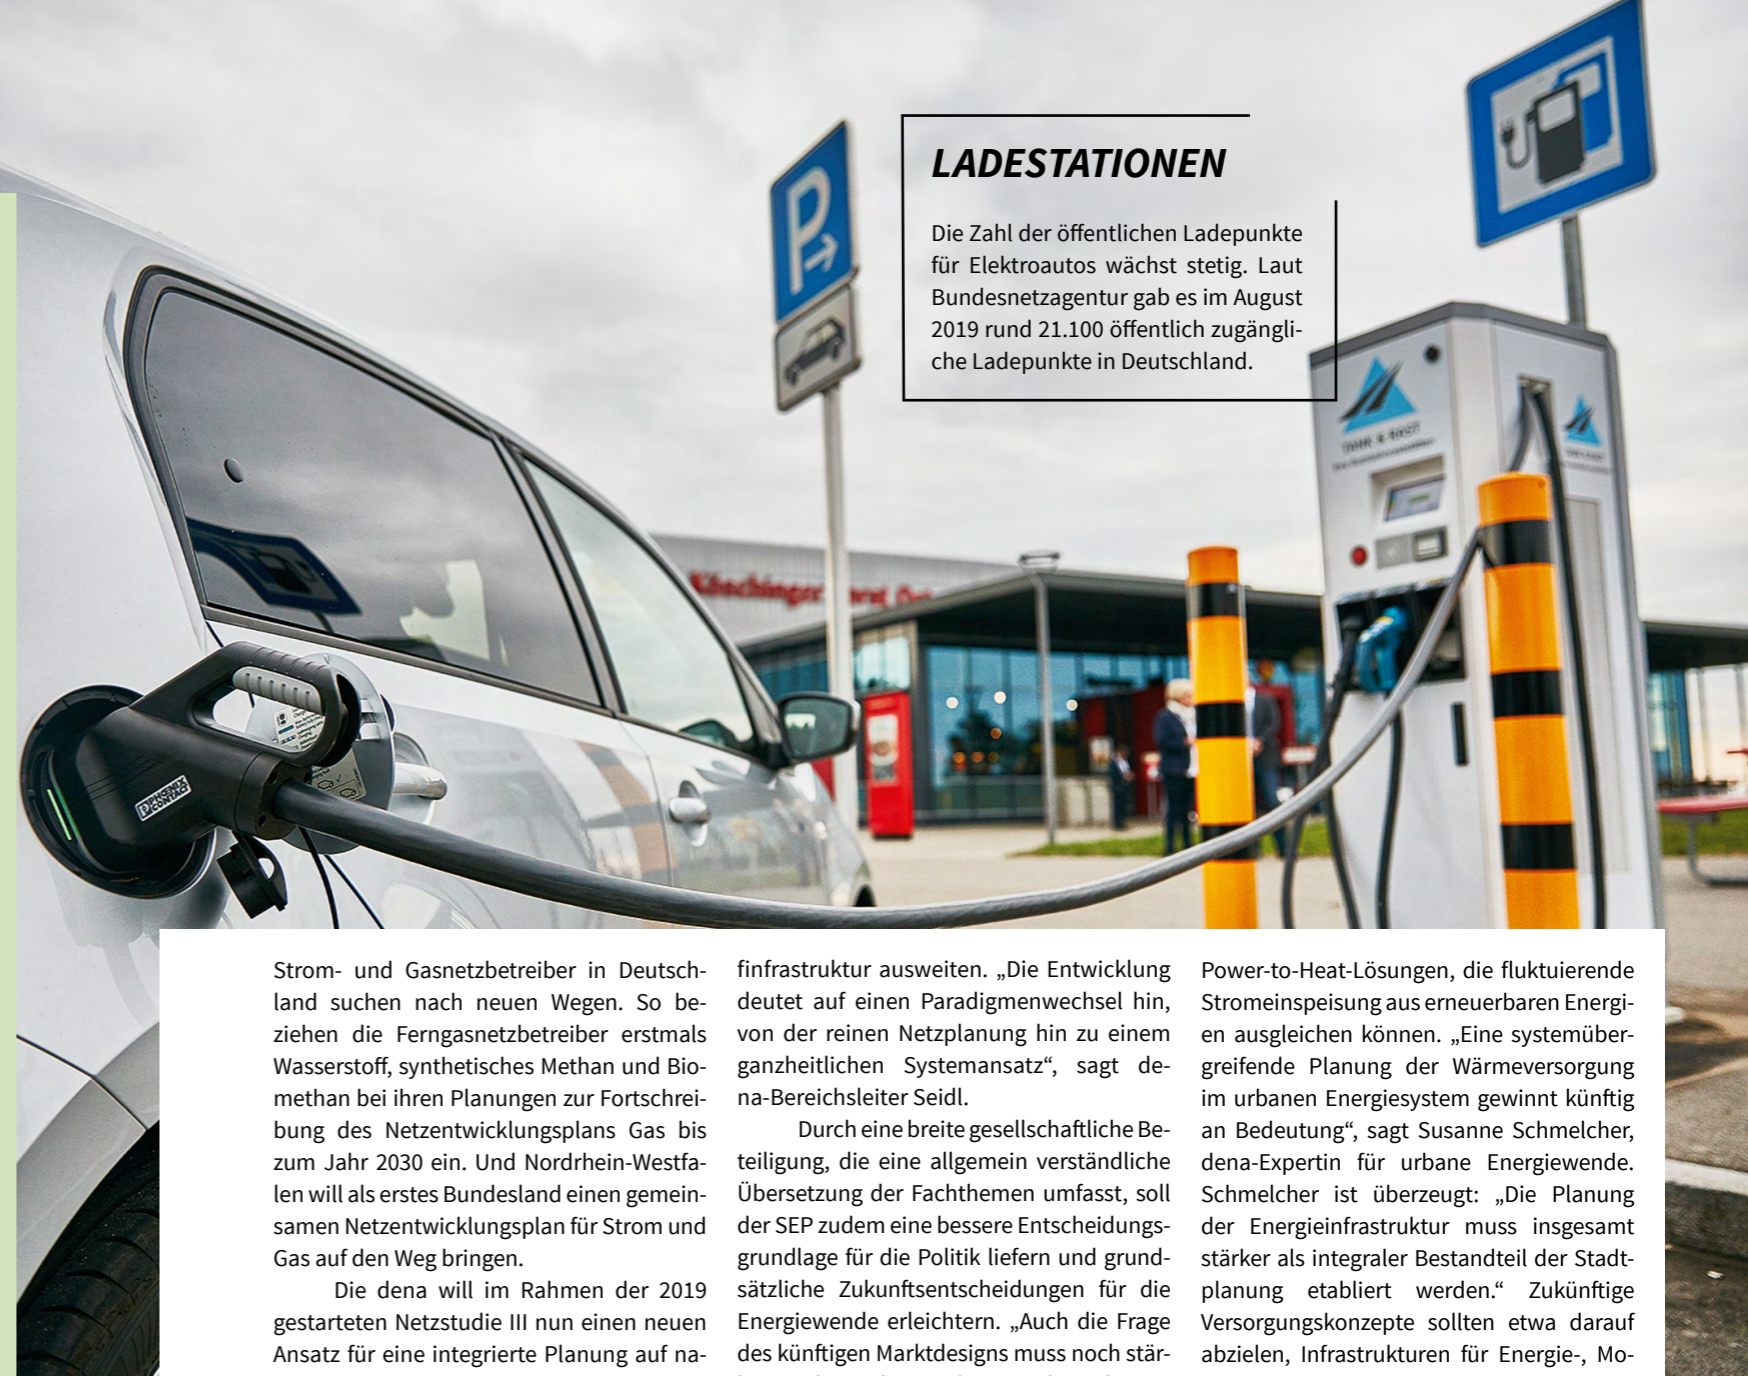 LADESTATIONEN
Die Zahl der öffentlichen Ladepunkte
für Elektroautos wächst stetig. Laut
Bundesnetzagentur gab es im August
2019 rund 21.100 öffentlich zugängli-
che Ladepunkte in Deutschland.
P
TANK & RAST
Köschinger Forst Ost
PHOENIX
CONTACT
Strom- und Gasnetzbetreiber in Deutsch-
land suchen nach neuen Wegen. So be-
ziehen die Ferngasnetzbetreiber erstmals
Wasserstoff, synthetisches Methan und Bio-
methan bei ihren Planungen zur Fortschrei-
bung des Netzentwicklungsplans Gas bis
zum Jahr 2030 ein. Und Nordrhein-Westfa-
len will als erstes Bundesland einen gemein-
samen Netzentwicklungsplan für Strom und
Gas auf den Weg bringen.
Die dena will im Rahmen der 2019
gestarteten Netzstudie III nun einen neuen
Ansatz für eine integrierte Planung auf na-
finfrastruktur ausweiten. „Die Entwicklung
deutet auf einen Paradigmenwechsel hin,
von der reinen Netzplanung hin zu einem
ganzheitlichen Systemansatz“, sagt de-
na-Bereichsleiter Seidl.
Durch eine breite gesellschaftliche Be-
teiligung, die eine allgemein verständliche
Übersetzung der Fachthemen umfasst, soll
der SEP zudem eine bessere Entscheidungs-
grundlage für die Politik liefern und grund-
sätzliche Zukunftsentscheidungen für die
Energiewende erleichtern. „Auch die Frage
des künftigen Marktdesigns muss noch stär-
Power-to-Heat-Lösungen, die fluktuierende
Stromeinspeisung aus erneuerbaren Energi-
en ausgleichen können. „Eine systemüber-
greifende Planung der Wärmeversorgung
im urbanen Energiesystem gewinnt künftig
an Bedeutung“, sagt Susanne Schmelcher,
dena-Expertin für urbane Energiewende.
Schmelcher ist überzeugt: „Die Planung
der Energieinfrastruktur muss insgesamt
stärker als integraler Bestandteil der Stadt-
planung etabliert werden.“ Zukünftige
Versorgungskonzepte sollten etwa darauf
abzielen, Infrastrukturen für Energie-, Mo-